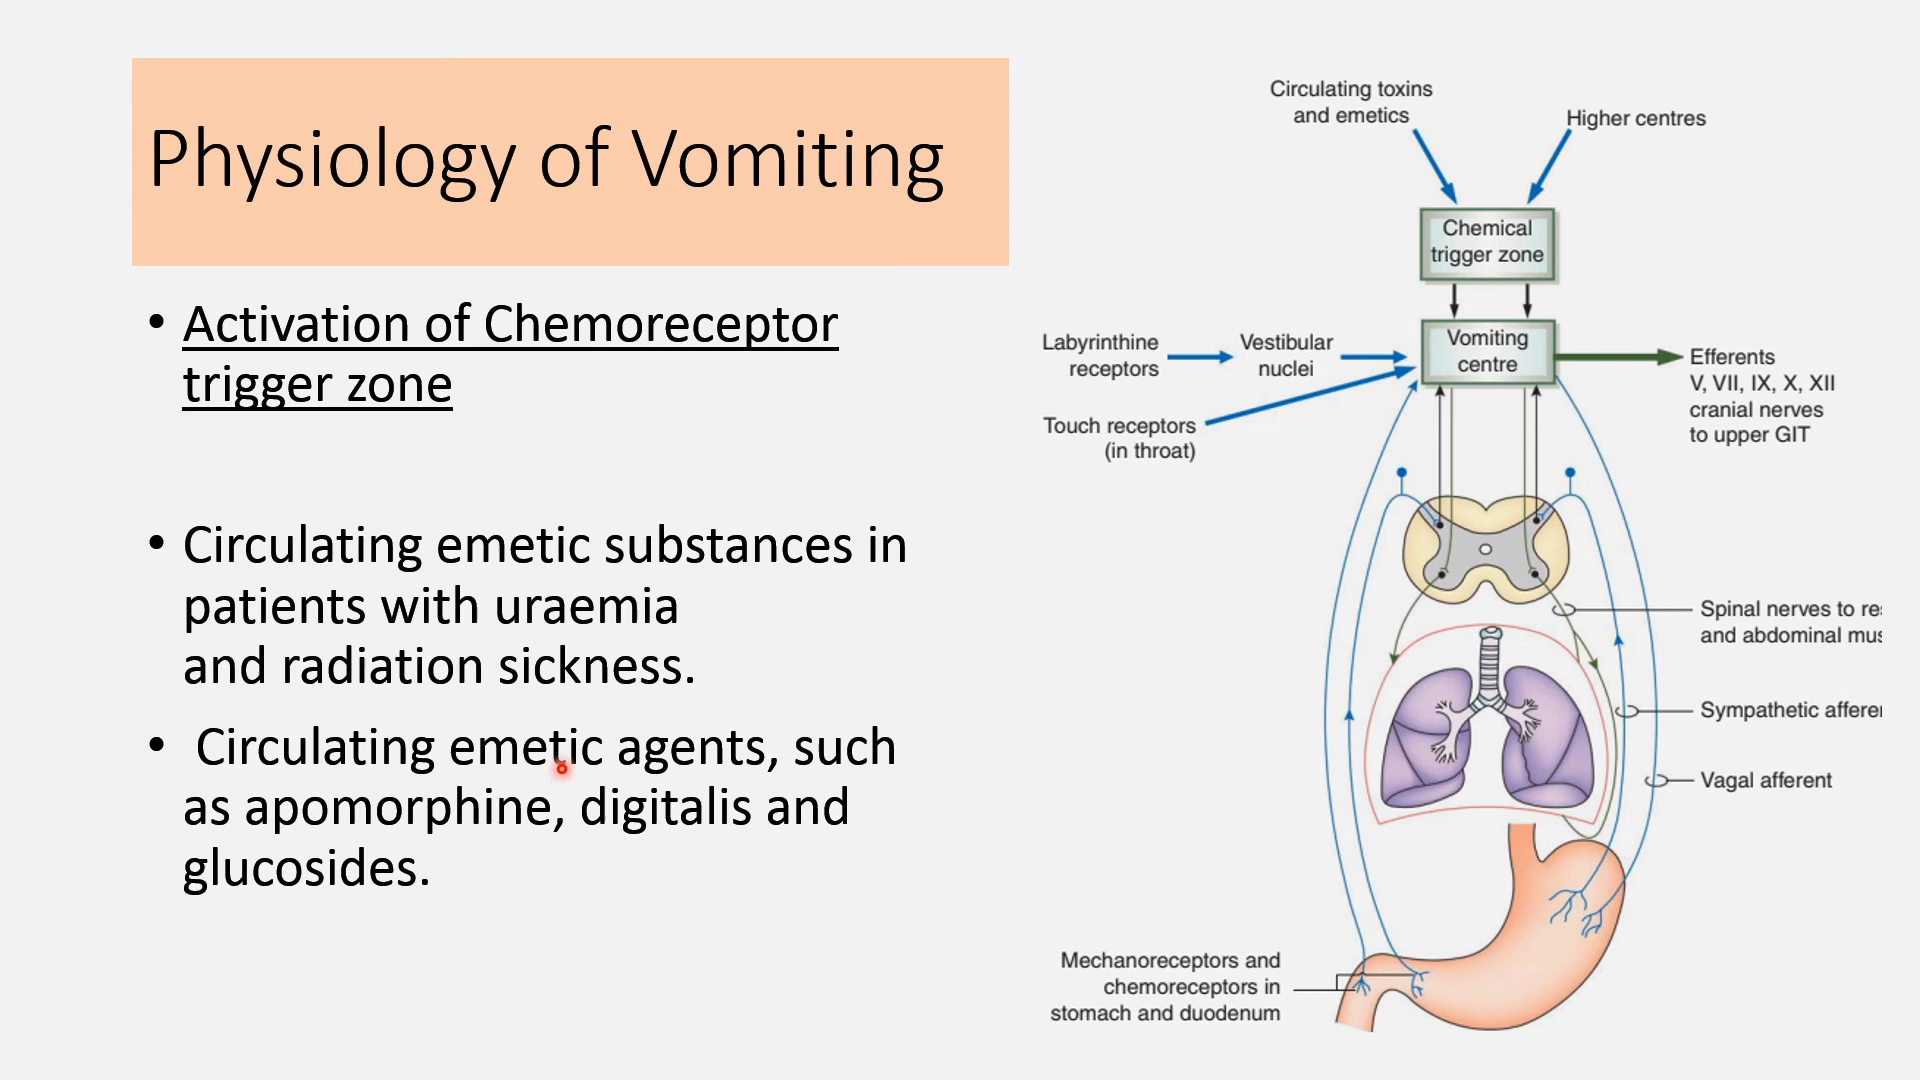 Physiology of Vomiting
• Activation of Chemoreceptor
trigger zone
• Circulating emetic substances in
patients with uraemia
and radiation sickness.
• Circulating emetic agents, such
as apomorphine, digitalis and
glucosides.
Circulating toxins
and emetics
Higher centres
Chemical
trigger zone
Labyrinthine
receptors
Vestibular
nuclei
Vomiting
centre
Efferents
V, VII, IX, X, XII
cranial nerves
to upper GIT
Touch receptors
(in throat)
Spinal nerves to re
and abdominal mus
Sympathetic affere
Vagal afferent
Mechanoreceptors and
chemoreceptors in
stomach and duodenum